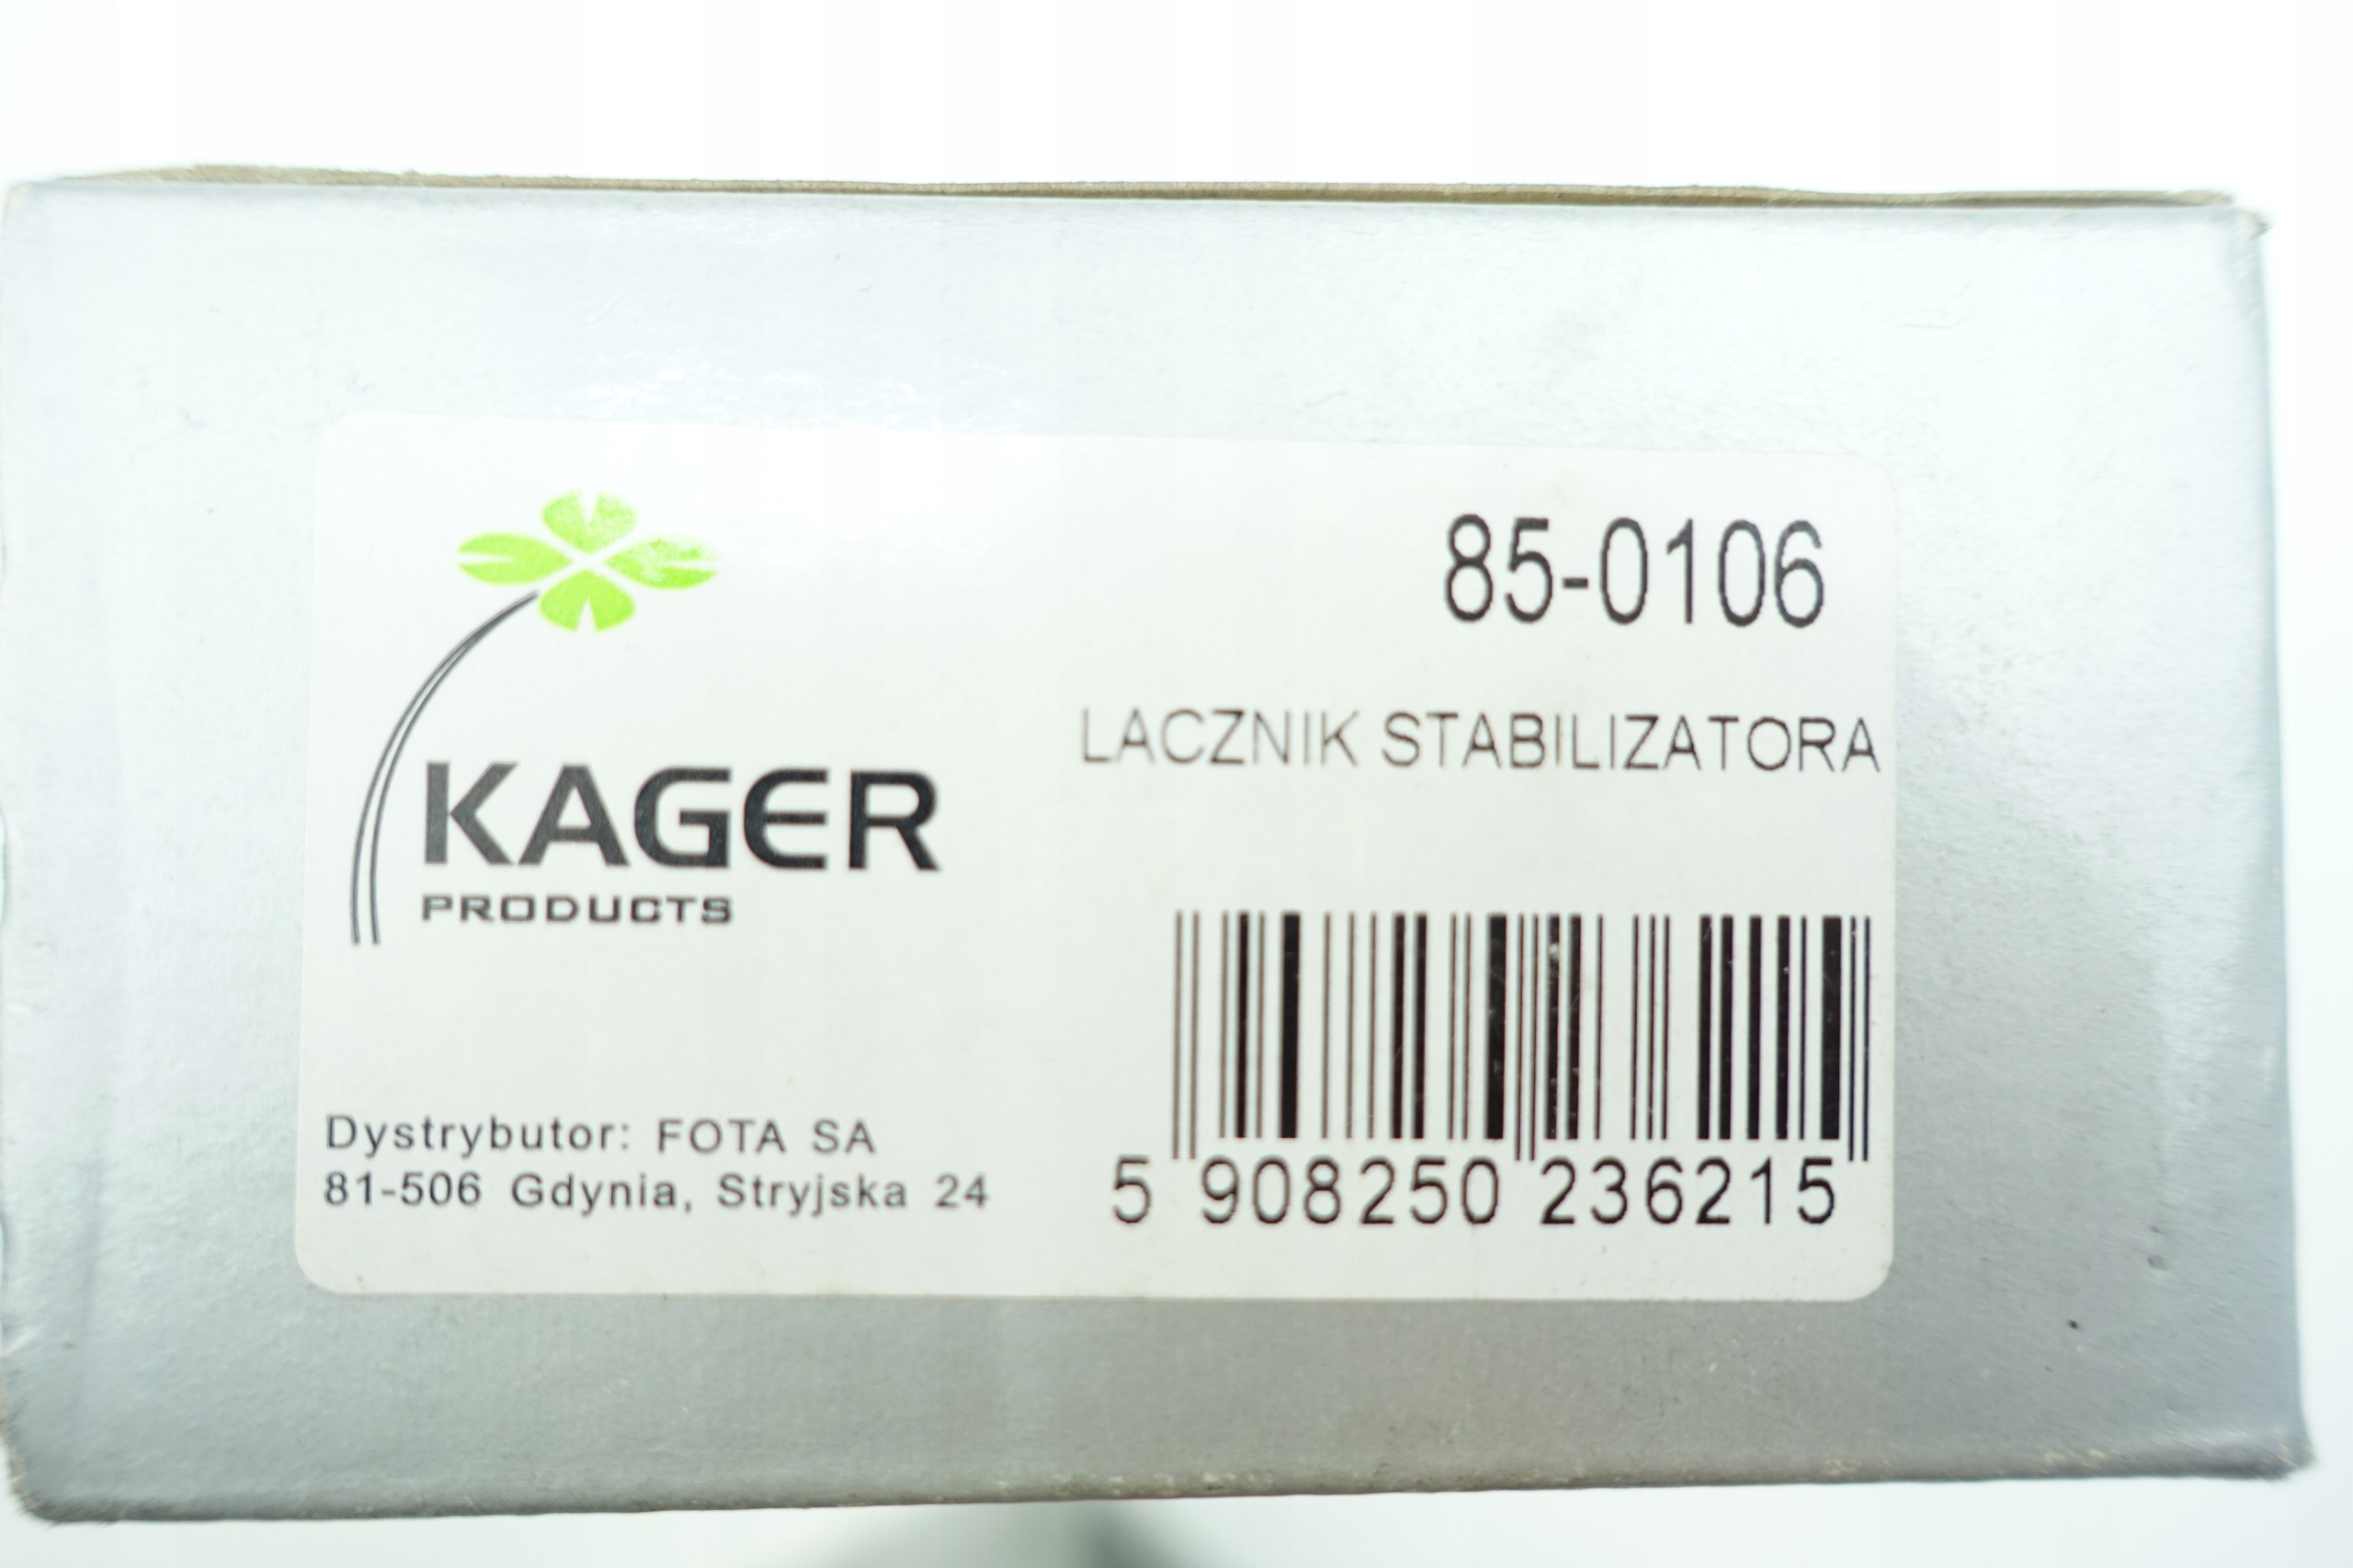 85-0106
LACZNIK STABILIZATORA
KAGER
PRODUCTS
Dystrybutor: FOTA SA
81-506 Gdynia, Stryjska 24
5 908250 236215